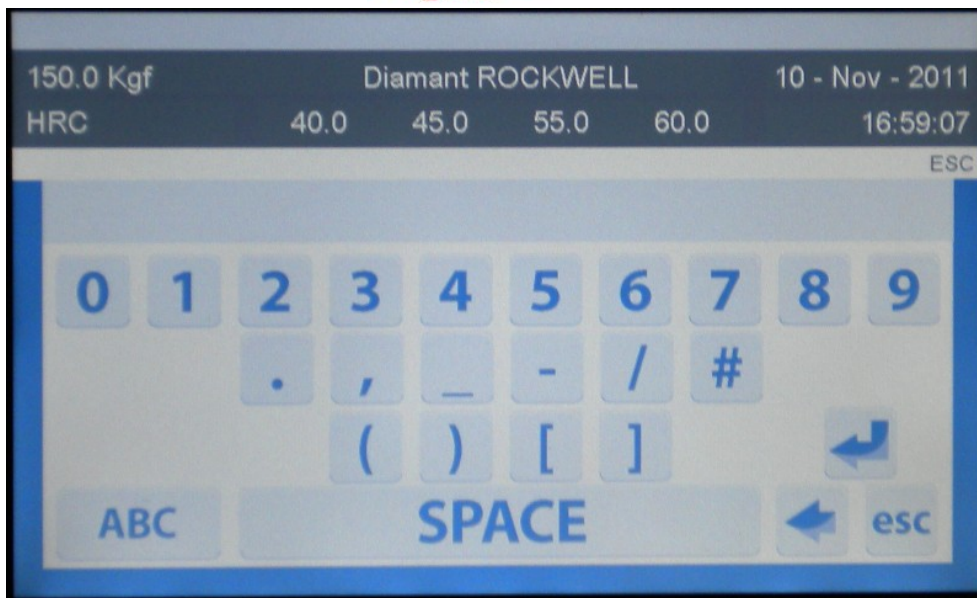 150.0 Kgf Diamant ROCKWELL 10 - Nov - 2011
HRC 40.0 45.0 55.0 60.0 16:59:07
ESC
0 1 2 3 4 5 6 7 8 9
. , _ - / #
( ) [ ]
ABC SPACE esc